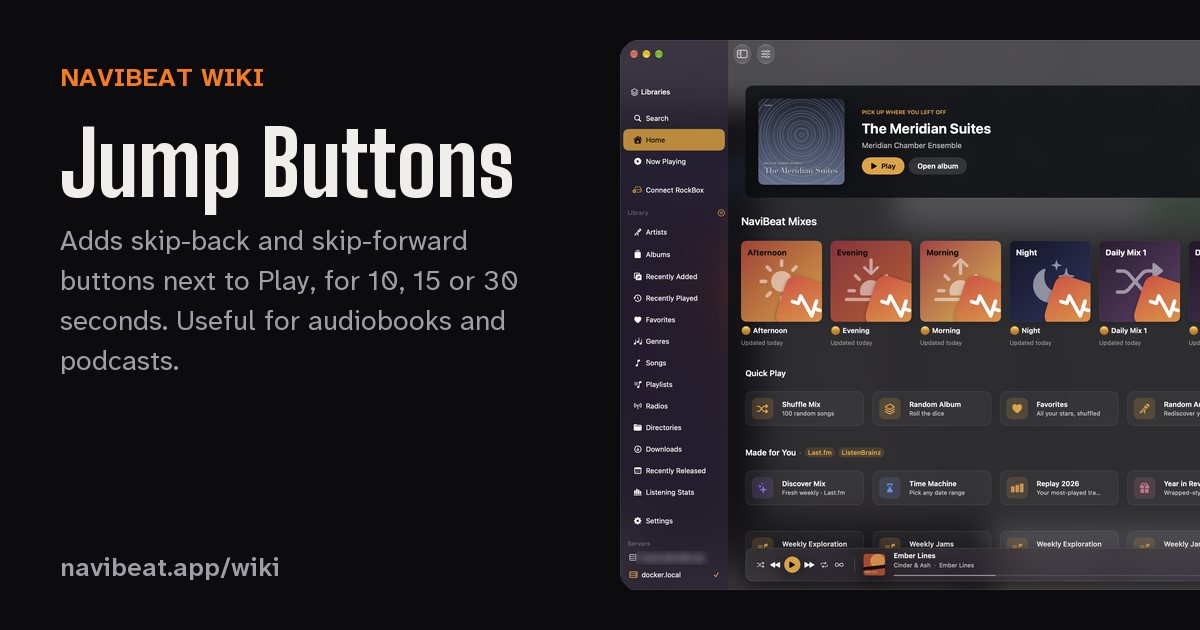 NAVIBEAT WIKI
Jump Buttons
Adds skip-back and skip-forward
buttons next to Play, for 10, 15 or 30
seconds. Useful for audiobooks and
podcasts.
navibeat.app/wiki
Libraries
Search
Home
Now Playing
Connect RockBox
Library
Artists
Albums
Recently Added
Recently Played
Favorites
Genres
Songs
Playlists
Radios
Directories
Downloads
Recently Released
Listening Stats
Settings
Servers
docker.local
The Meridian Suites
PICK UP WHERE YOU LEFT OFF
The Meridian Suites
Meridian Chamber Ensemble
Play
Open album
NaviBeat Mixes
Afternoon
Evening
Morning
Night
Daily Mix 1
Afternoon
Evening
Morning
Night
Daily Mix 1
Updated today
Updated today
Updated today
Updated today
Updated today
Quick Play
Shuffle Mix
100 random songs
Random Album
Roll the dice
Favorites
All your stars, shuffled
Made for You · Last.fm ListenBrainz
Discover Mix
Fresh weekly · Last.fm
Time Machine
Pick any date range
Replay 2026
Your most-played tra...
Weekly Exploration
Weekly Jams
Weekly Exploration
Ember Lines
Cinder & Ash · Ember Lines